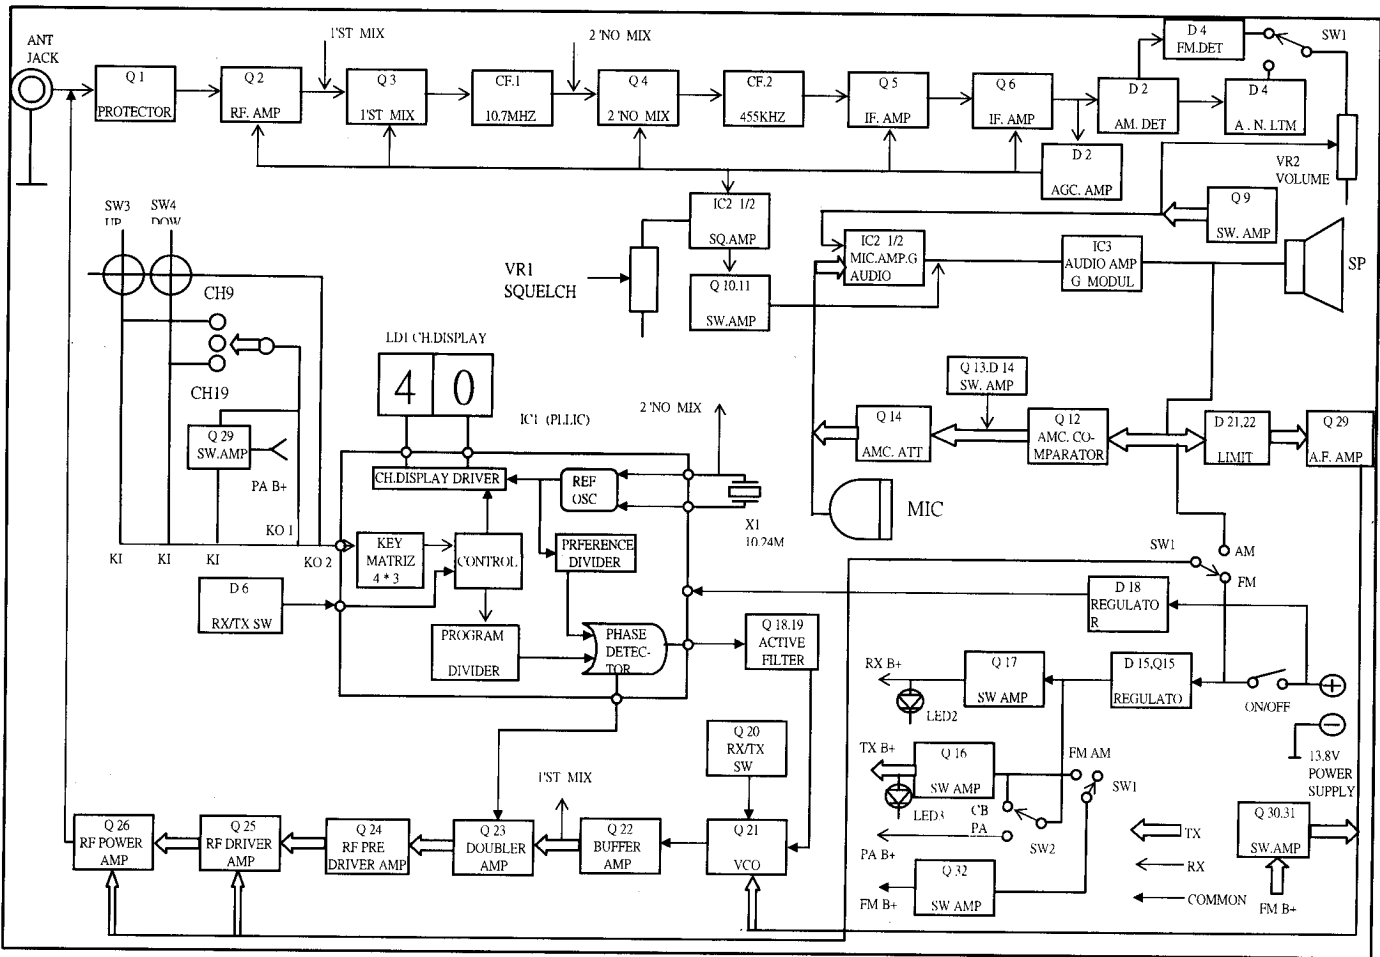 ANT
JACK
1'ST MIX
2 'NO MIX
D 4
FM.DET
SW1
Q 1
PROTECTOR
Q 2
RF. AMP
Q 3
1'ST MIX
CF.1
10.7MHZ
Q 4
2 'NO MIX
CF.2
455KHZ
Q 5
IF. AMP
Q 6
IF. AMP
D 2
AM. DET
D 4
A . N. LTM
D 2
AGC. AMP
VR2
VOLUME
SW3
UP
SW4
DOW
IC2 1/2
SQ.AMP
Q 9
SW. AMP
IC2 1/2
MIC.AMP.G
AUDIO
IC3
AUDIO AMP
G MODUL
SP
VR1
SQUELCH
Q 10.11
SW.AMP
CH9
CH19
LD1 CH.DISPLAY
4 0
Q 13.D 14
SW. AMP
2 'NO MIX
IC1 (PLLIC)
Q 14
AMC. ATT
Q 12
AMC. CO-
MPARATOR
D 21,22
LIMIT
Q 29
A.F. AMP
Q 29
SW.AMP
PA B+
CH.DISPLAY DRIVER
REF
OSC
X1
10.24M
MIC
KO 1
KI
KI
KI
KO 2
KEY
MATRIZ
4 * 3
CONTROL
PRFERENCE
DIVIDER
SW1
AM
FM
D 6
RX/TX SW
D 18
REGULATO
R
PROGRAM
DIVIDER
PHASE
DETEC-
TOR
Q 18.19
ACTIVE
FILTER
RX B+
LED2
Q 17
SW AMP
D 15,Q15
REGULATO
ON/OFF
13.8V
POWER
SUPPLY
Q 20
RX/TX
SW
TX B+
LED3
Q 16
SW AMP
FM AM
SW1
CB
PA
SW2
1'ST MIX
Q 26
RF POWER
AMP
Q 25
RF DRIVER
AMP
Q 24
RF PRE
DRIVER AMP
Q 23
DOUBLER
AMP
Q 22
BUFFER
AMP
Q 21
VCO
PA B+
Q 32
SW AMP
FM B+
TX
RX
COMMON
Q 30.31
SW.AMP
FM B+